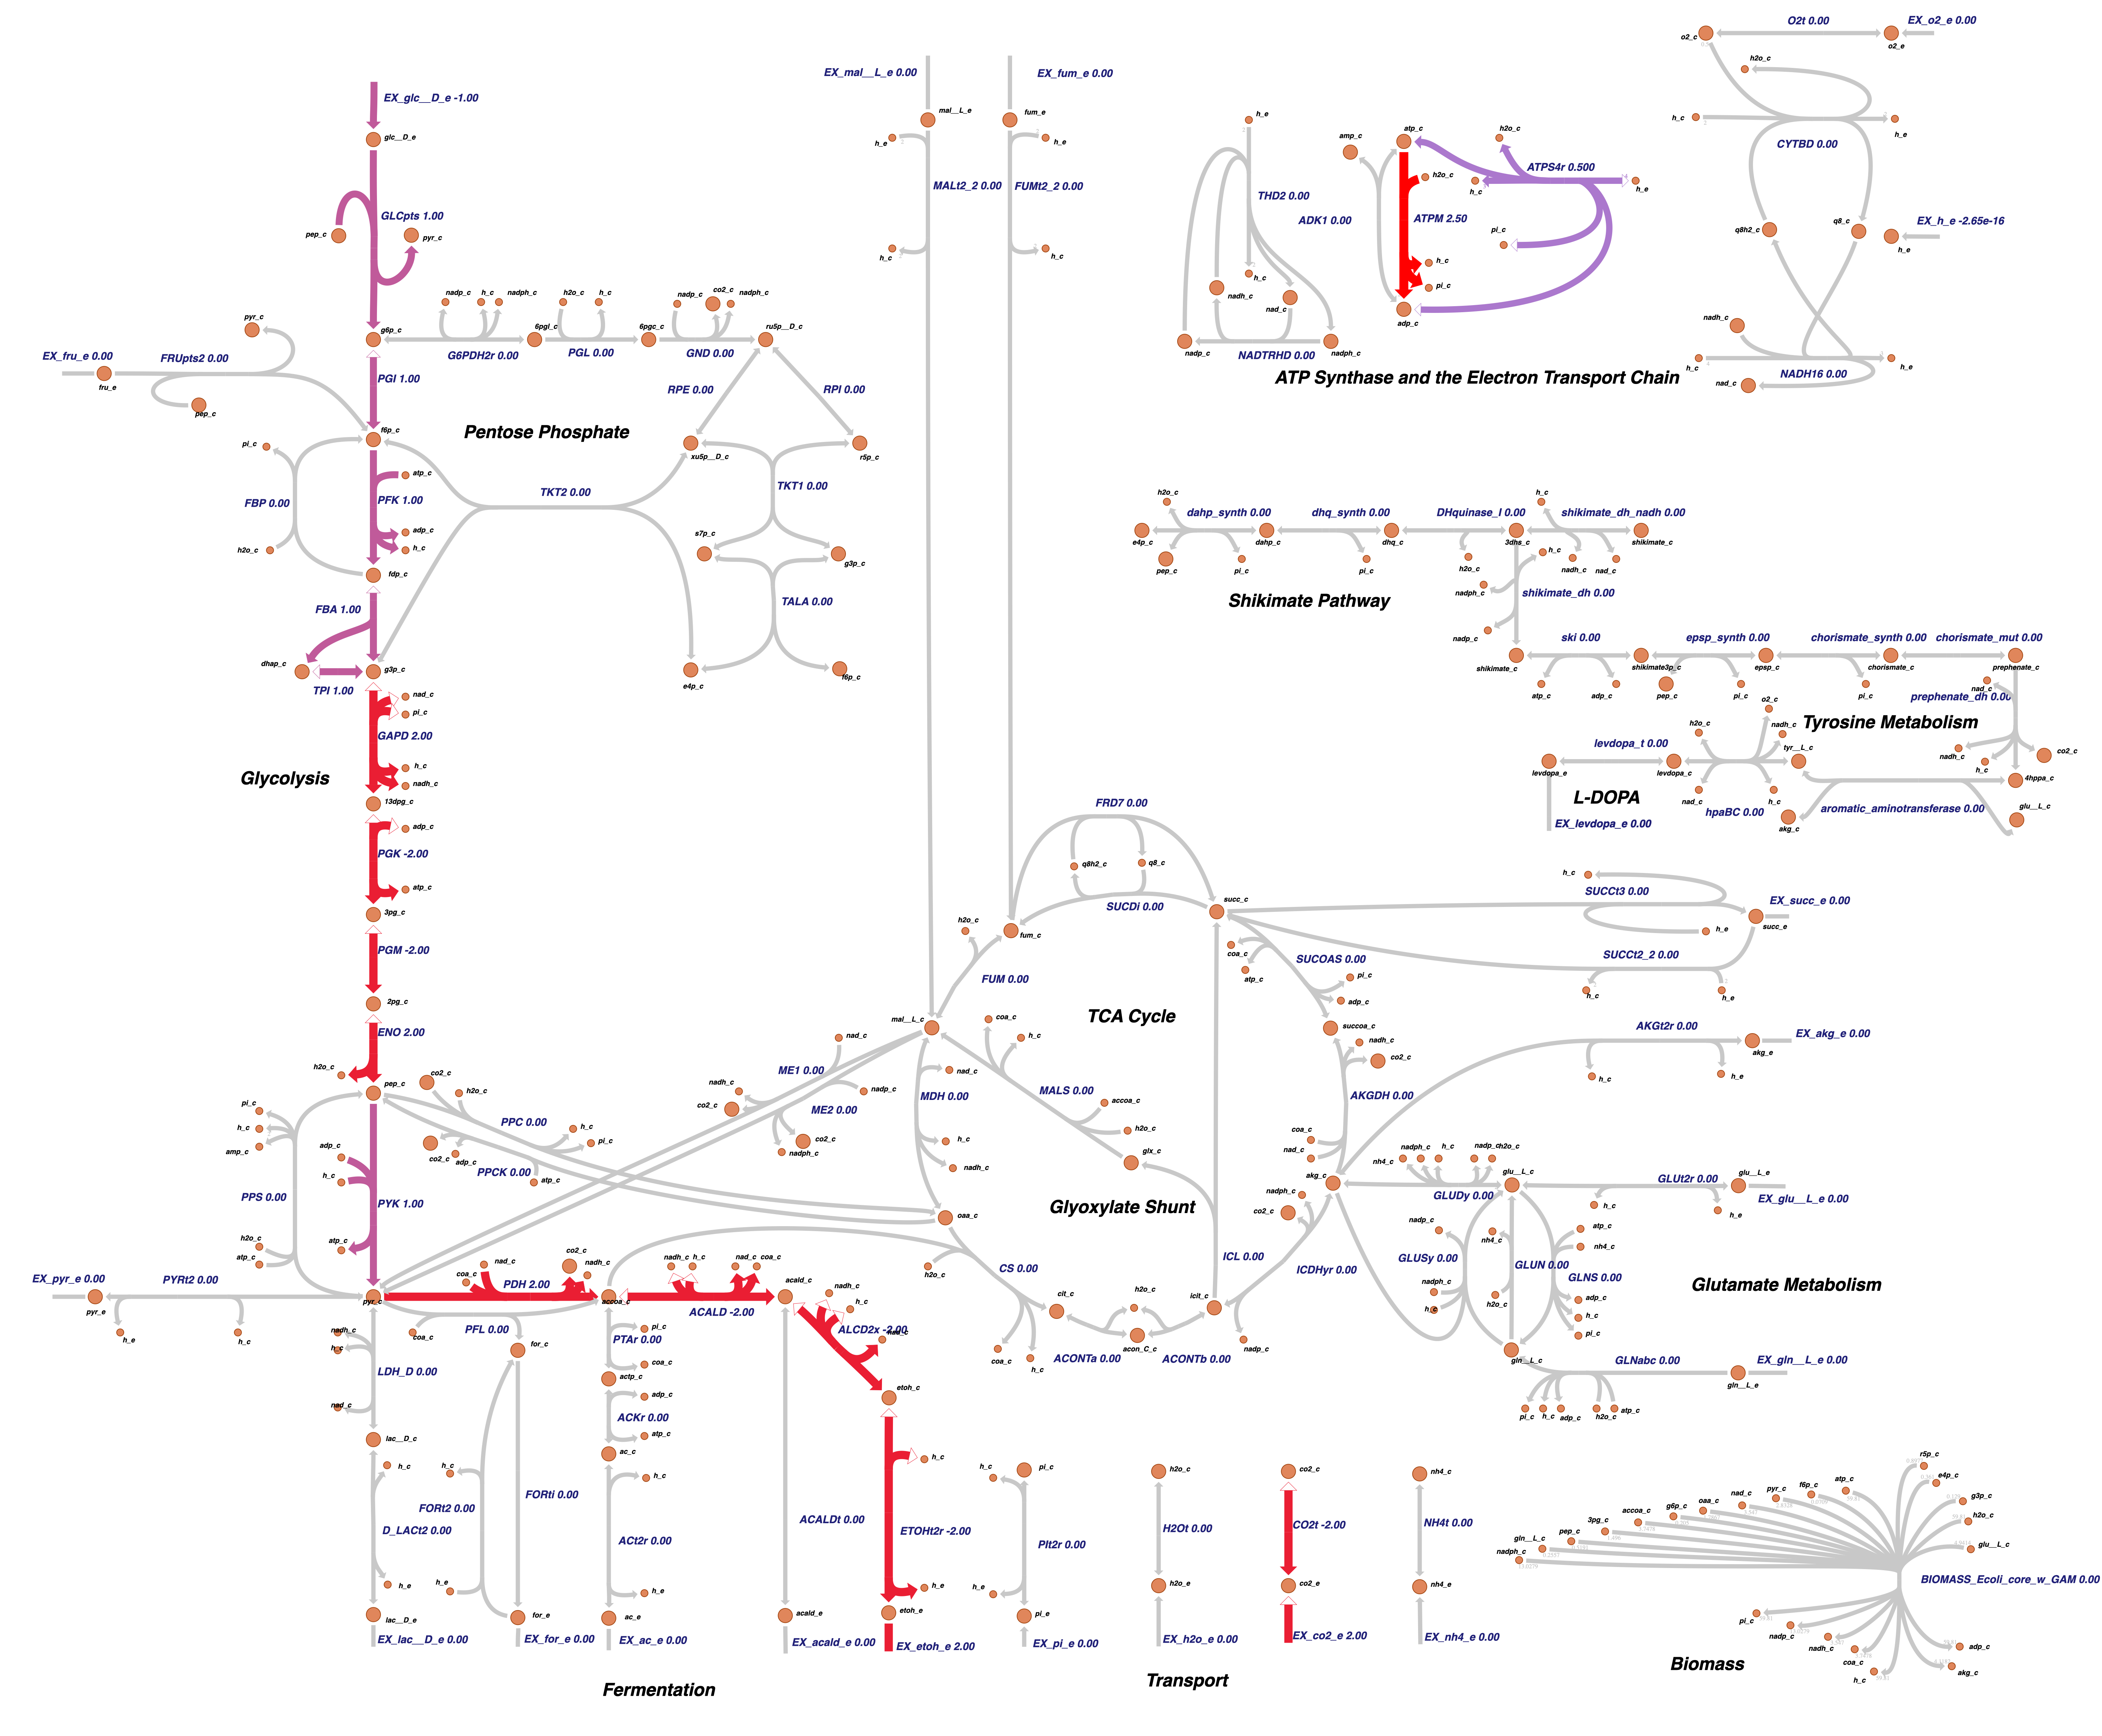 EX_glc__D_e -1.00
glc__D_e
GLCpts 1.00
pep_c
pyr_c
g6p_c
nadp_c
h_c
nadph_c
G6PDH2r 0.00
6pgl_c
h2o_c
h_c
PGL 0.00
6pgc_c
nadp_c
co2_c
nadph_c
GND 0.00
ru5p__D_c
EX_fru_e 0.00
fru_e
FRUpts2 0.00
pyr_c
pep_c
PGI 1.00
f6p_c
RPE 0.00
RPI 0.00
Pentose Phosphate
xu5p__D_c
r5p_c
pi_c
FBP 0.00
h2o_c
atp_c
PFK 1.00
adp_c
h_c
fdp_c
TKT2 0.00
TKT1 0.00
s7p_c
g3p_c
TALA 0.00
e4p_c
f6p_c
FBA 1.00
dhap_c
g3p_c
TPI 1.00
nad_c
pi_c
GAPD 2.00
h_c
nadh_c
Glycolysis
13dpg_c
adp_c
PGK -2.00
atp_c
3pg_c
PGM -2.00
2pg_c
ENO 2.00
h2o_c
pep_c
EX_mal__L_e 0.00
mal__L_e
h_e
MALt2_2 0.00
h_c
EX_fum_e 0.00
fum_e
h_e
FUMt2_2 0.00
h_c
h_e
THD2 0.00
h_c
nadh_c
nad_c
nadp_c
NADTRHD 0.00
nadph_c
amp_c
atp_c
ADK1 0.00
h2o_c
ATPM 2.50
h_c
pi_c
adp_c
h2o_c
ATPS4r 0.500
h_c
h_e
pi_c
ATP Synthase and the Electron Transport Chain
o2_c
O2t 0.00
EX_o2_e 0.00
o2_e
h2o_c
h_c
h_e
CYTBD 0.00
q8h2_c
q8_c
EX_h_e -2.65e-16
h_e
nadh_c
h_c
h_e
nad_c
NADH16 0.00
e4p_c
h2o_c
pep_c
dahp_synth 0.00
pi_c
dahp_c
dhq_synth 0.00
pi_c
dhq_c
DHquinase_I 0.00
h2o_c
3dhs_c
h_c
shikimate_dh_nadh 0.00
nadh_c
nad_c
shikimate_c
h_c
nadph_c
shikimate_dh 0.00
nadp_c
Shikimate Pathway
shikimate_c
ski 0.00
atp_c
adp_c
shikimate3p_c
epsp_synth 0.00
pep_c
pi_c
epsp_c
chorismate_synth 0.00
pi_c
chorismate_c
chorismate_mut 0.00
prephenate_c
nad_c
prephenate_dh 0.00
nadh_c
h_c
co2_c
4hppa_c
Tyrosine Metabolism
levdopa_t 0.00
levdopa_e
levdopa_c
h2o_c
o2_c
nadh_c
tyr__L_c
nad_c
hpaBC 0.00
h_c
akg_c
aromatic_aminotransferase 0.00
glu__L_c
L-DOPA
EX_levdopa_e 0.00
FRD7 0.00
q8h2_c
q8_c
SUCDi 0.00
succ_c
fum_c
h2o_c
FUM 0.00
h_c
SUCCt3 0.00
h_e
EX_succ_e 0.00
succ_e
SUCCt2_2 0.00
h_c
h_e
coa_c
atp_c
SUCOAS 0.00
pi_c
adp_c
succoa_c
TCA Cycle
mal__L_c
coa_c
h_c
MALS 0.00
accoa_c
h2o_c
glx_c
nad_c
MDH 0.00
h_c
nadh_c
oaa_c
nadh_c
co2_c
AKGDH 0.00
coa_c
nad_c
akg_c
AKGt2r 0.00
h_c
h_e
EX_akg_e 0.00
akg_e
nad_c
ME1 0.00
nadh_c
co2_c
nadp_c
ME2 0.00
co2_c
nadph_c
co2_c
h2o_c
PPC 0.00
h_c
pi_c
co2_c
adp_c
PPCK 0.00
atp_c
pi_c
h_c
amp_c
PPS 0.00
h2o_c
atp_c
adp_c
h_c
PYK 1.00
atp_c
Glyoxylate Shunt
ICL 0.00
nadph_c
co2_c
ICDHyr 0.00
nadp_c
icit_c
h2o_c
CS 0.00
h2o_c
cit_c
coa_c
h_c
ACONTa 0.00
acon_C_c
ACONTb 0.00
nh4_c
nadph_c
h_c
nadp_c
h2o_c
GLUDy 0.00
glu__L_c
GLUt2r 0.00
h_c
h_e
glu__L_e
EX_glu__L_e 0.00
nadp_c
GLUSy 0.00
nadph_c
h_c
nh4_c
GLUN 0.00
h2o_c
atp_c
nh4_c
GLNS 0.00
adp_c
h_c
pi_c
Glutamate Metabolism
gln__L_c
GLNabc 0.00
pi_c
h_c
adp_c
h2o_c
atp_c
gln__L_e
EX_gln__L_e 0.00
EX_pyr_e 0.00
pyr_e
PYRt2 0.00
h_e
h_c
pyr_c
coa_c
nad_c
PDH 2.00
co2_c
nadh_c
accoa_c
nadh_c
h_c
nad_c
coa_c
ACALD -2.00
acald_c
nadh_c
h_c
ALCD2x -2.00
nad_c
etoh_c
coa_c
PFL 0.00
for_c
nadh_c
h_c
LDH_D 0.00
nad_c
lac__D_c
h_c
D_LACt2 0.00
h_e
lac__D_e
EX_lac__D_e 0.00
h_c
FORt2 0.00
h_e
FORti 0.00
for_e
EX_for_e 0.00
pi_c
PTAr 0.00
coa_c
actp_c
adp_c
ACKr 0.00
atp_c
ac_c
h_c
ACt2r 0.00
h_e
ac_e
EX_ac_e 0.00
ACALDt 0.00
acald_e
EX_acald_e 0.00
h_c
ETOHt2r -2.00
h_e
etoh_e
EX_etoh_e 2.00
Fermentation
h_c
pi_c
PIt2r 0.00
h_e
pi_e
EX_pi_e 0.00
h2o_c
H2Ot 0.00
h2o_e
EX_h2o_e 0.00
co2_c
CO2t -2.00
co2_e
EX_co2_e 2.00
nh4_c
NH4t 0.00
nh4_e
EX_nh4_e 0.00
Transport
nadph_c
gln__L_c
pep_c
3pg_c
accoa_c
g6p_c
oaa_c
nad_c
pyr_c
f6p_c
atp_c
r5p_c
e4p_c
g3p_c
h2o_c
glu__L_c
BIOMASS_Ecoli_core_w_GAM 0.00
pi_c
nadp_c
nadh_c
coa_c
h_c
adp_c
akg_c
Biomass